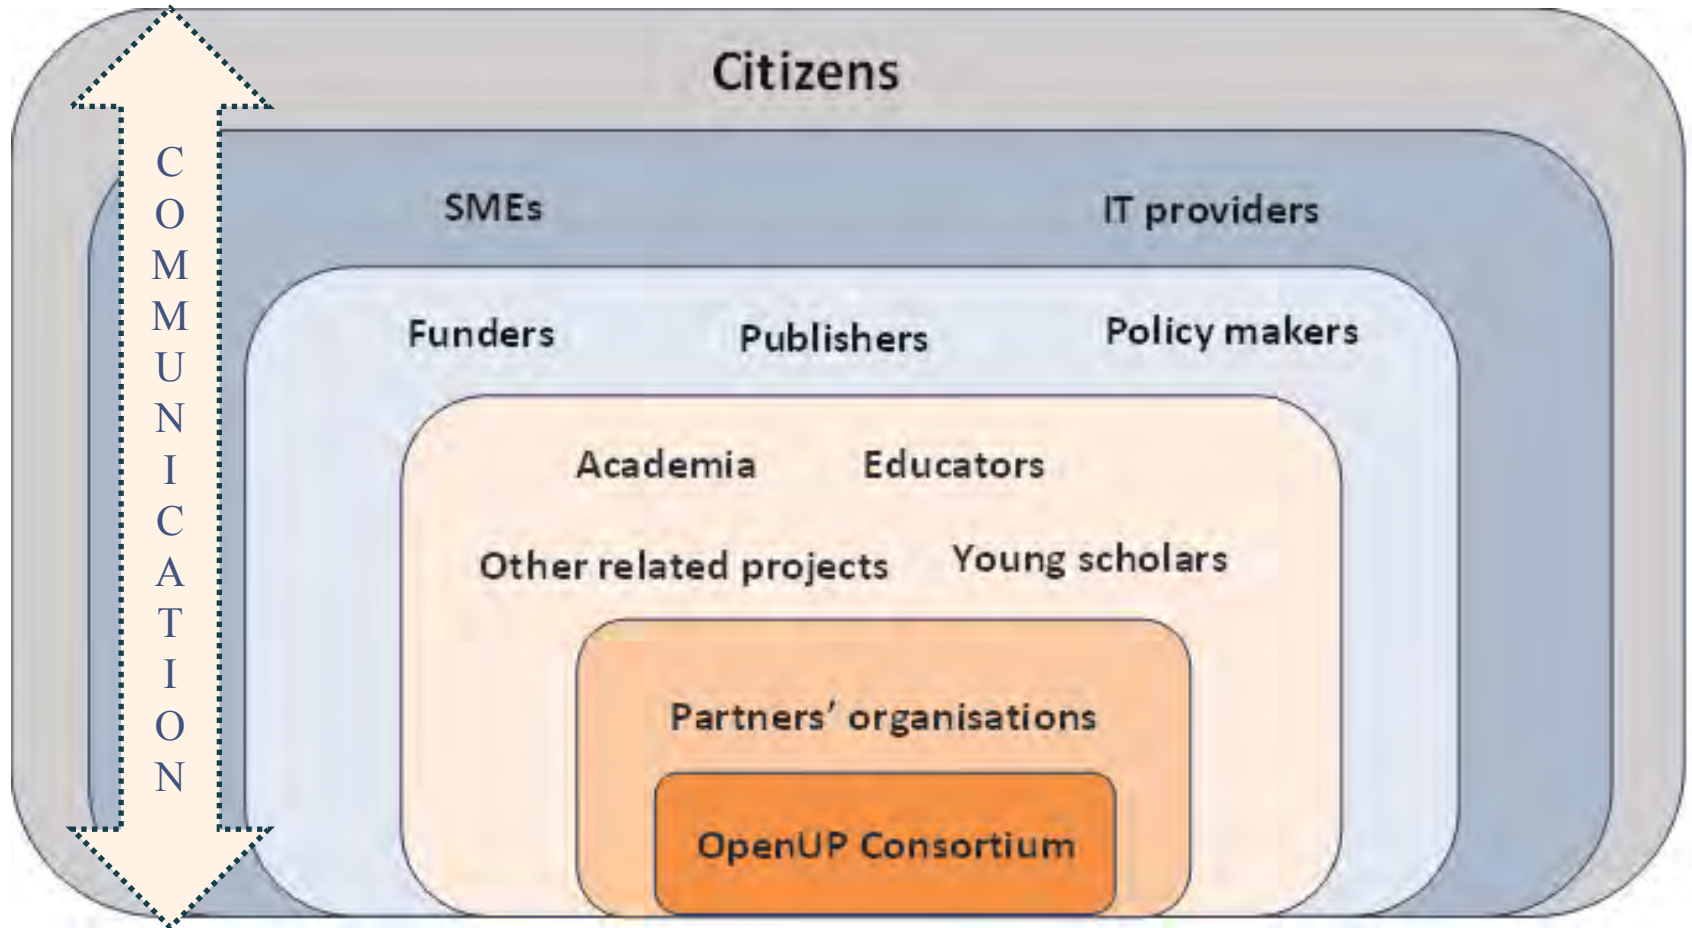 Citizens
COMMUNICATION
SMEs
IT providers
Funders
Publishers
Policy makers
Academia
Educators
Other related projects
Young scholars
Partners’ organisations
OpenUP Consortium